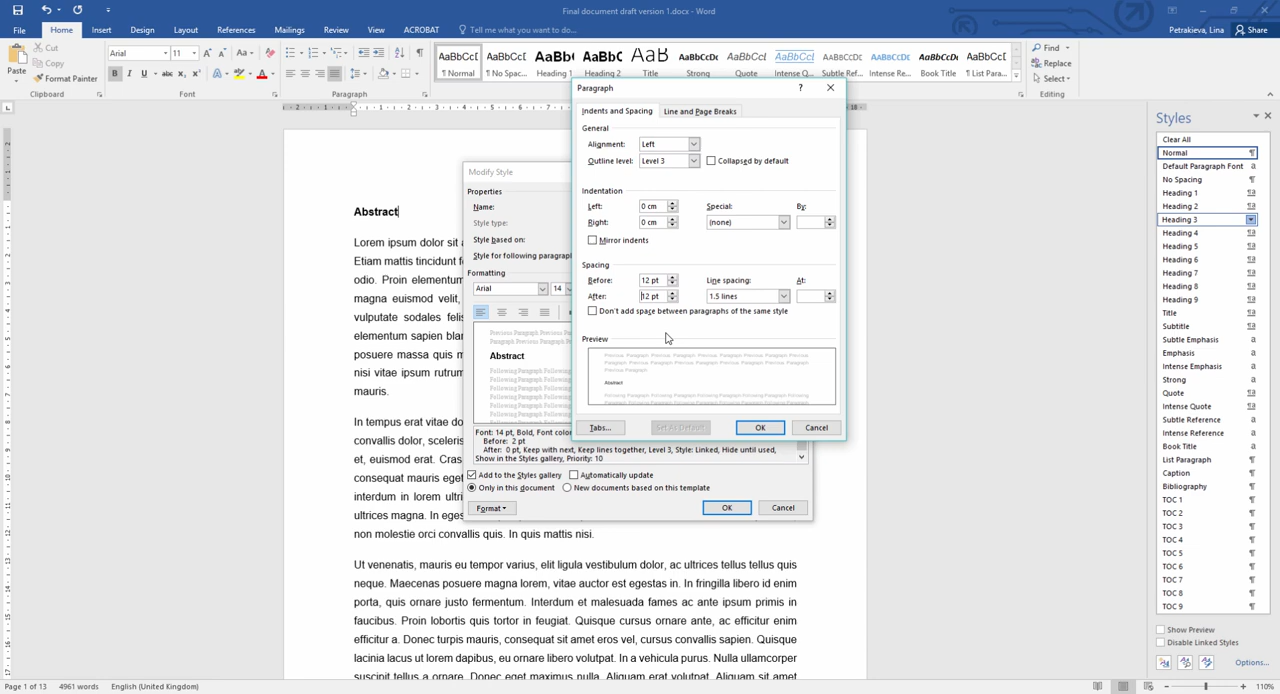 Final document draft version 1.docx - Word
File Home Insert Design Layout References Mailings Review View ACROBAT Tell me what you want to do... Petrakieva, Lina Share
Paste
Cut
Copy
Format Painter
Clipboard
Arial 11
Font
Paragraph
AaBbCcI AaBbCcI AaBbC AaBbC AaB AaBbCcDc AaBbCcI AaBbCcI AABBCCDC AABBCCDC AaBbCcDc AaBbCcI
¶ Normal ¶ No Spac... Heading 1 Heading 2 Title Strong Quote Intense Q... Subtle Ref... Intense Re... Book Title ¶ List Para...
Find
Replace
Select
Editing
Paragraph
Indents and Spacing Line and Page Breaks
General
Alignment: Left
Outline level: Level 3 Collapsed by default
Indentation
Left: 0 cm Special: By:
Right: 0 cm (none)
Mirror indents
Spacing
Before: 12 pt Line spacing: At:
After: 12 pt 1.5 lines
Don't add space between paragraphs of the same style
Preview
Abstract
Tabs... Set As Default OK Cancel
Modify Style
Properties
Name:
Style type:
Style based on:
Style for following paragraph
Formatting
Arial 14
Abstract
Font: 14 pt, Bold, Font colo
Before: 2 pt
After: 0 pt, Keep with next, Keep lines together, Level 3, Style: Linked, Hide until used,
Show in the Styles gallery, Priority: 10
Add to the Styles gallery Automatically update
Only in this document New documents based on this template
Format OK Cancel
Abstract
Lorem ipsum dolor sit
Etiam mattis tincidunt
odio. Proin elementum
magna euismod velit,
vulputate sodales
elementum sapien
posuere massa quis
nisi vitae ipsum
mauris.
In tempus erat vitae
convallis dolor,
et, euismod erat.
consequat mauris
interdum in lorem
ultrices magna. In
non molestie orci convallis quis. In quis mattis nisi.
Ut venenatis, mauris eu tempor varius, elit ligula vestibulum dolor, ac ultrices tellus tellus quis
neque. Maecenas posuere magna lorem, vitae auctor est egestas in. In fringilla libero id enim
porta, quis ornare justo fermentum. Interdum et malesuada fames ac ante ipsum primis in
faucibus. Proin lobortis quis tortor in feugiat. Quisque cursus ornare ante, ac efficitur enim
efficitur a. Donec turpis mauris, consequat sit amet eros vel, cursus convallis sapien. Quisque
lacinia lacus ut lorem dapibus, eu ornare libero volutpat. In a vehicula purus. Nulla ullamcorper
Styles
Clear All
Normal
Default Paragraph Font
No Spacing
Heading 1
Heading 2
Heading 3
Heading 4
Heading 5
Heading 6
Heading 7
Heading 8
Heading 9
Title
Subtitle
Subtle Emphasis
Emphasis
Intense Emphasis
Strong
Quote
Intense Quote
Subtle Reference
Intense Reference
Book Title
List Paragraph
Caption
Bibliography
TOC 1
TOC 2
TOC 3
TOC 4
TOC 5
TOC 6
TOC 7
TOC 8
TOC 9
Show Preview
Disable Linked Styles
Options...
Page 1 of 13 4961 words English (United Kingdom) 110%